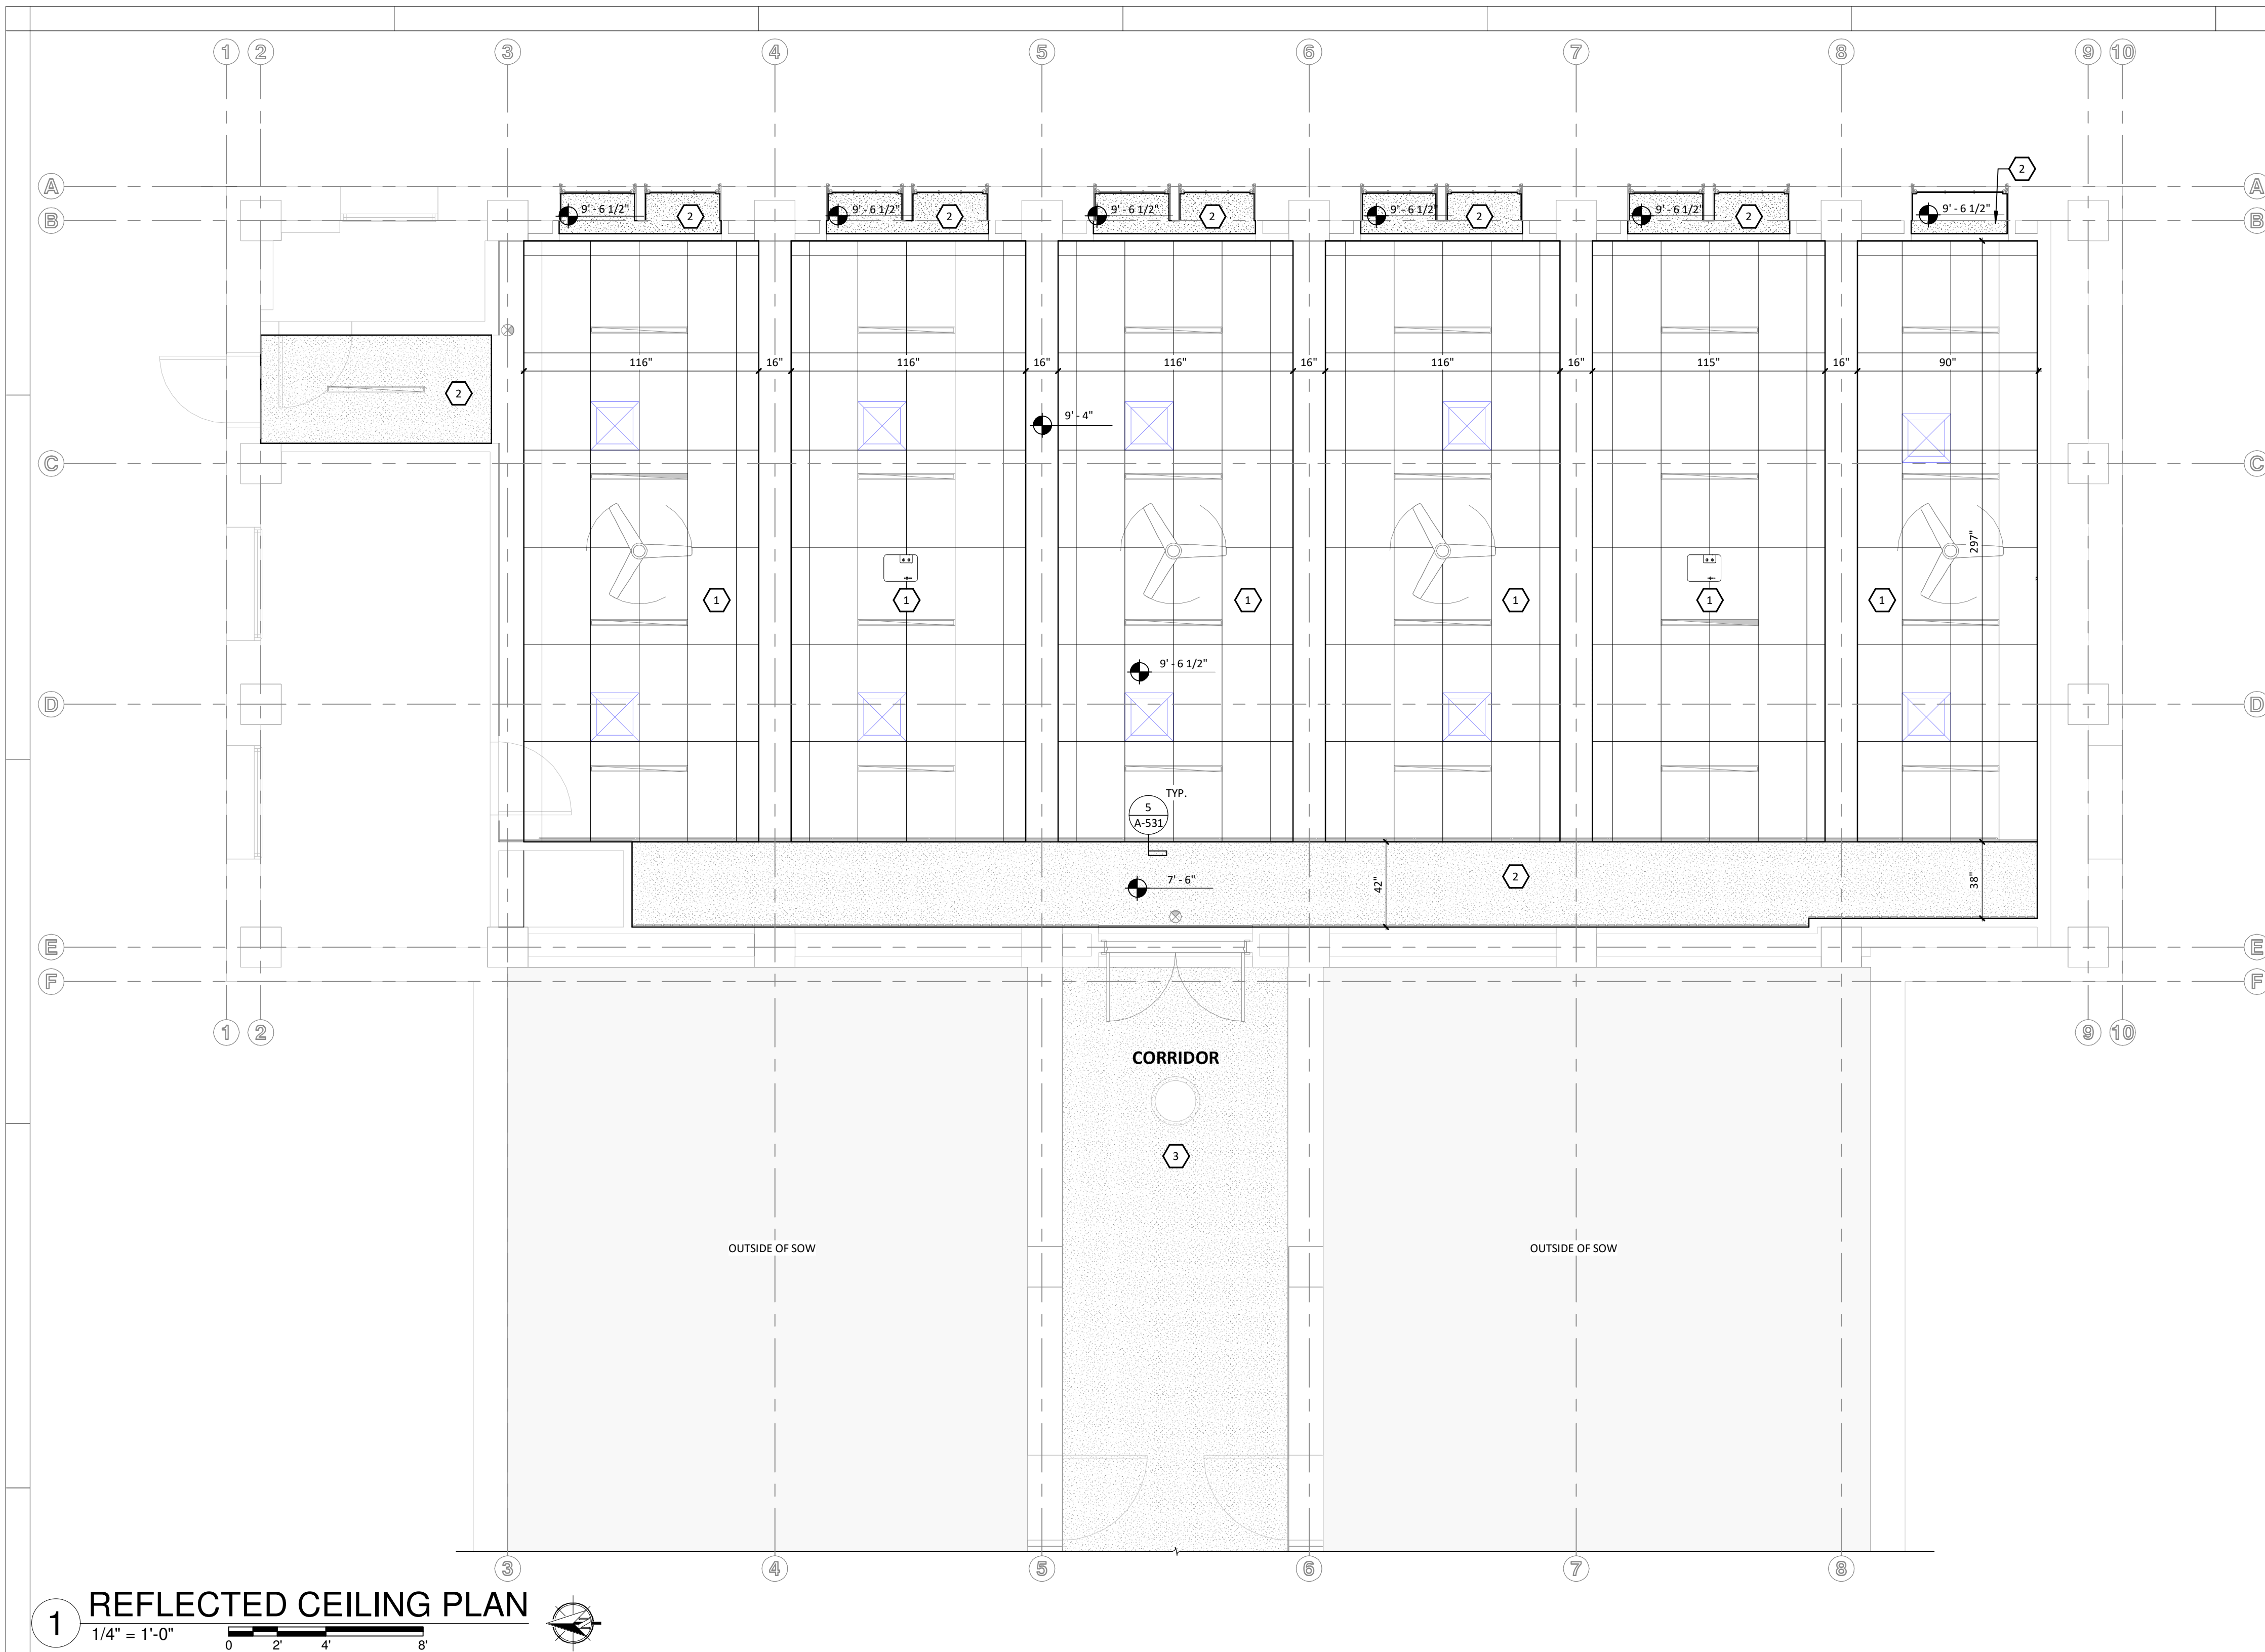 1 2 3 4 5 6 7 8 9 10
2
A A
9' - 6 1/2" 2 9' - 6 1/2" 2 9' - 6 1/2" 2 9' - 6 1/2" 2 9' - 6 1/2" 2 9' - 6 1/2"
B B
116" 16" 116" 16" 116" 16" 116" 16" 115" 16" 90"
2
9' - 4"
C C
297"
1 1 1 1 1 1
9' - 6 1/2"
D D
TYP.
5
A-531
7' - 6" 42" 2 38"
E E
F F
1 2 9 10
CORRIDOR
3
OUTSIDE OF SOW OUTSIDE OF SOW
3 4 5 6 7 8
1 REFLECTED CEILING PLAN
1/4" = 1'-0"
0 2' 4' 8'